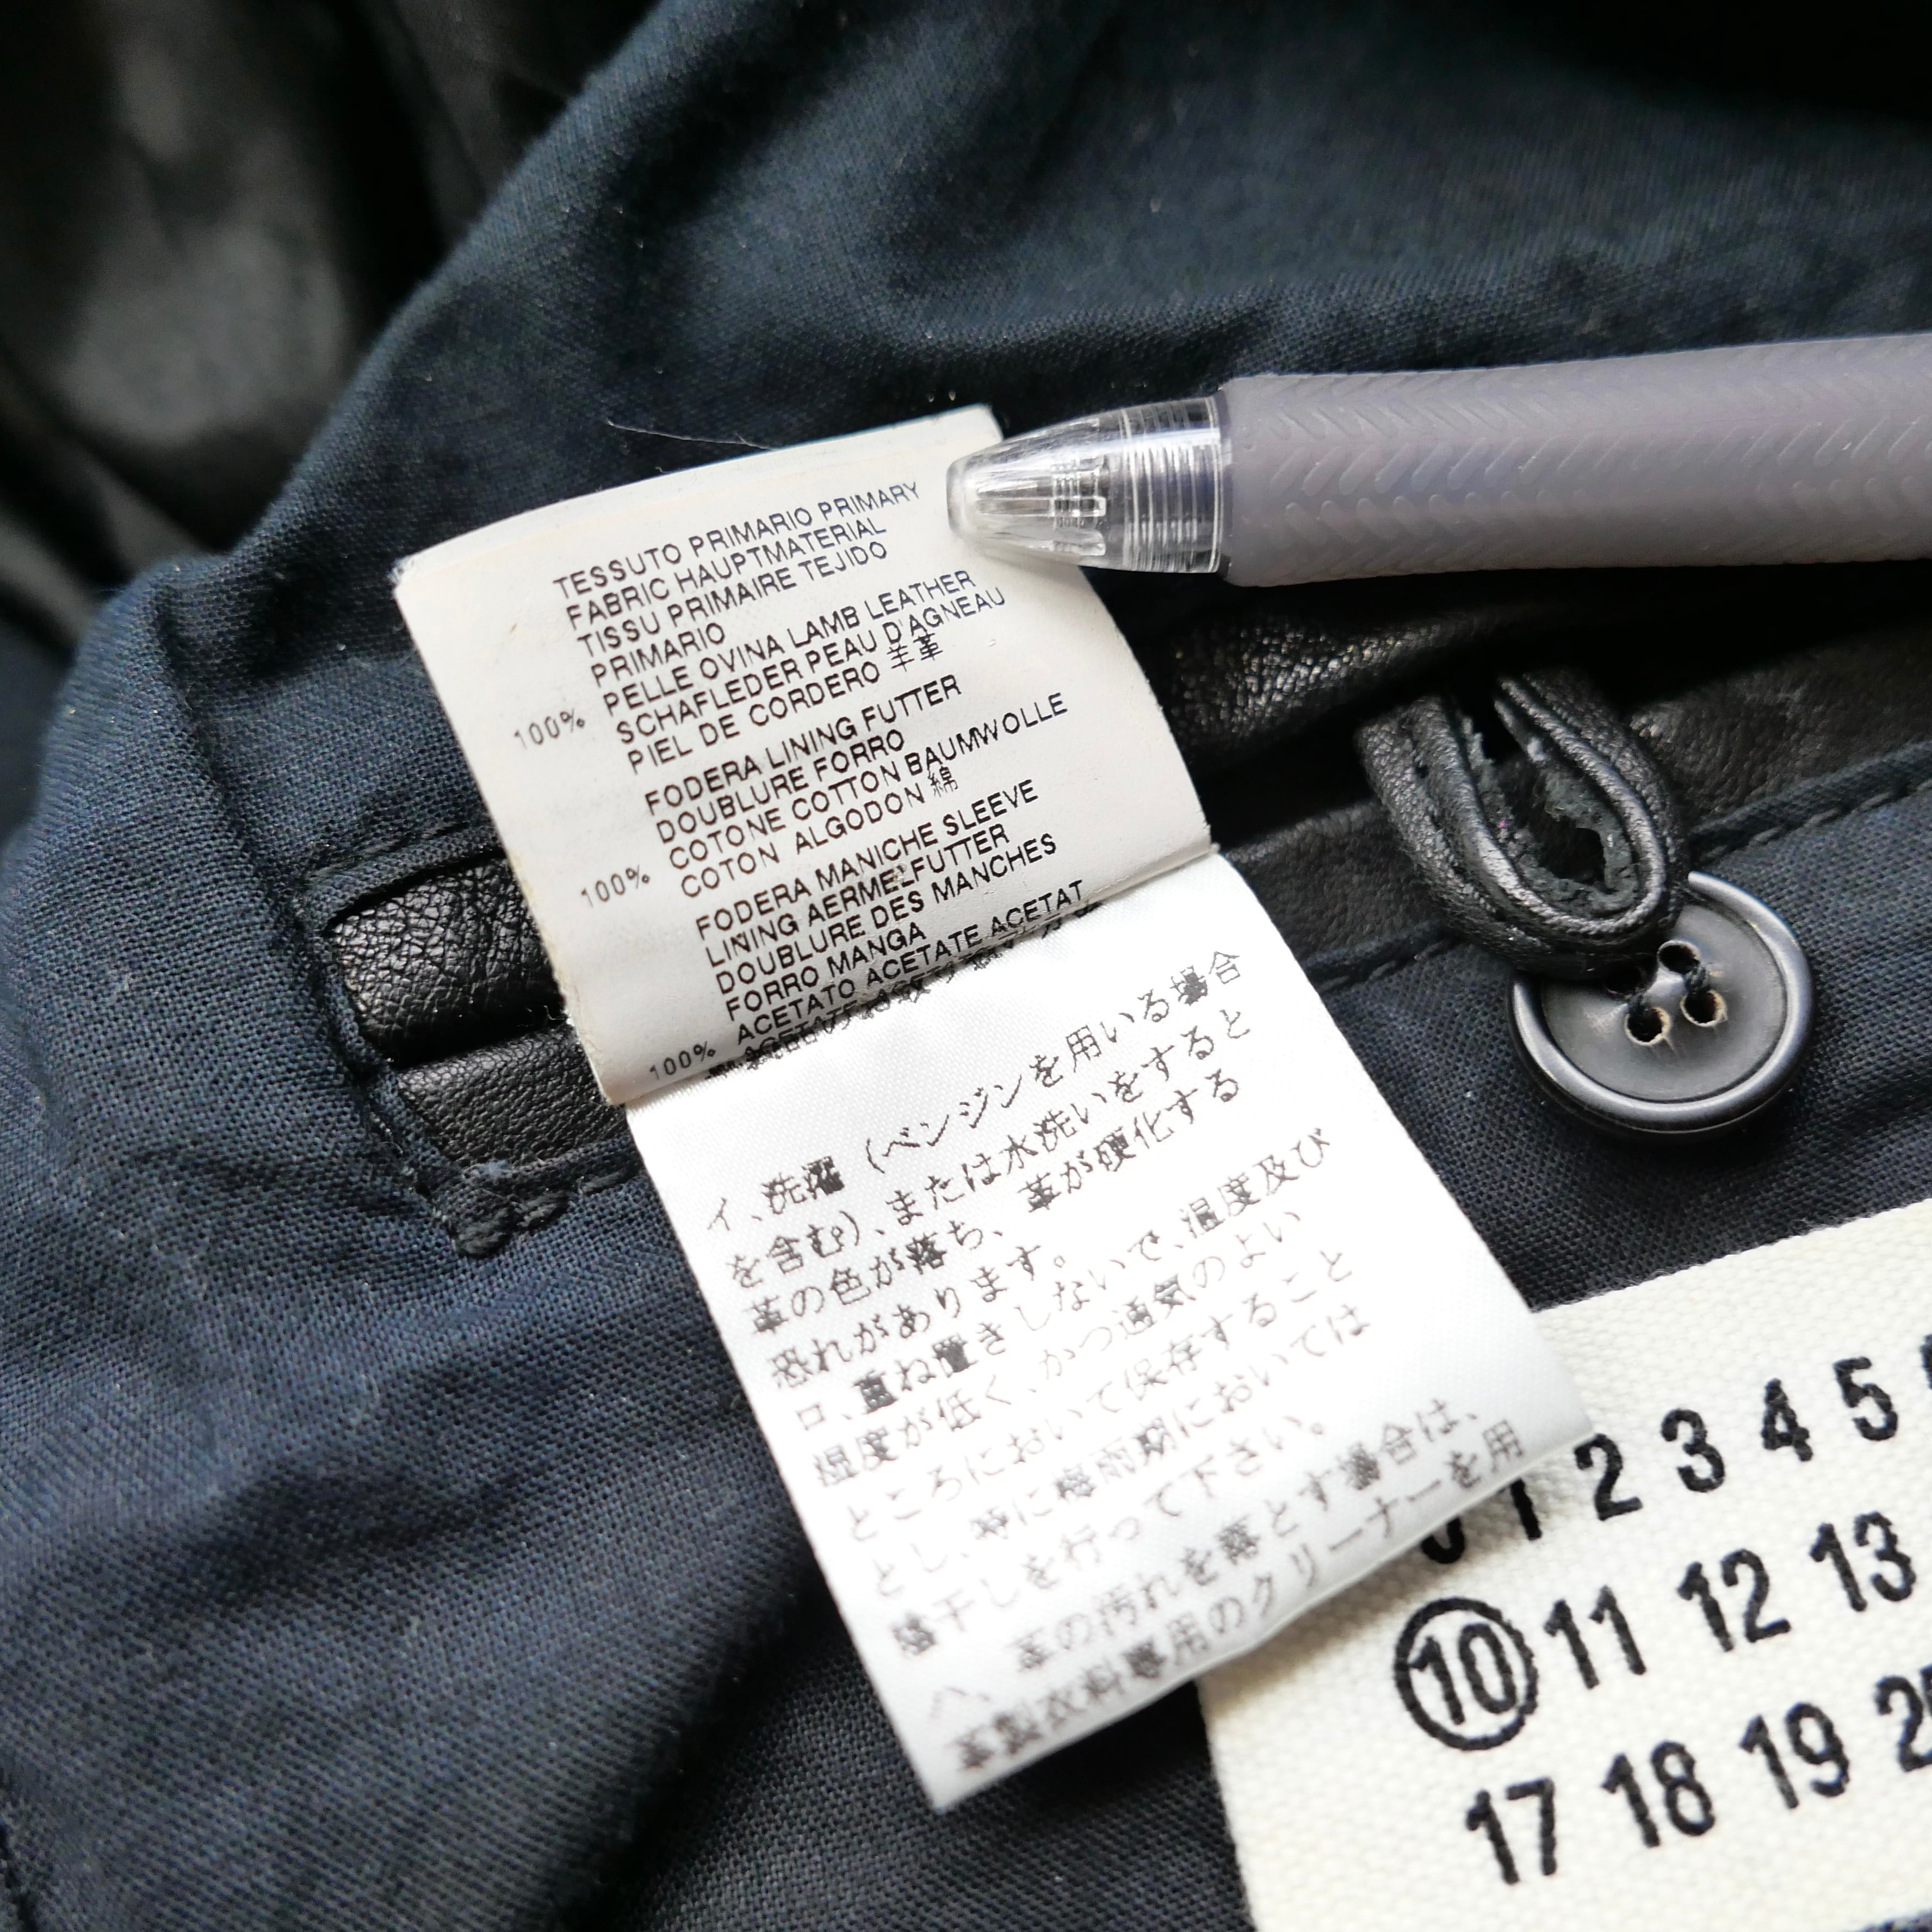 TESSUTO PRIMARIO PRIMARY
FABRIC HAUPTMATERIAL
TISSU PRIMAIRE TEJIDO
PRIMARIO
PELLE OVINA LAMB LEATHER
SCHAFLEDER PEAU D'AGNEAU
100% PIEL DE CORDERO 羊革
FODERA LINING FUTTER
DOUBLURE FORRO
COTONE COTTON BAUMWOLLE
100% COTON ALGODON 綿
FODERA MANICHE SLEEVE
LINING AERMELFUTTER
DOUBLURE DES MANCHES
FORRO MANGA
ACETATO ACETATE ACETAT
100%
イ、洗濯(ベンジンを用いる場合
を含む)、または水洗いをすると
革の色が落ち、革が硬化する
恐れがあります。
ロ、重ね置きしないで、温度及び
湿度が低く、かつ通気のよい
ところにおいて保存すること
とし、特に梅雨期においては
陰干しを行って下さい。
ハ、革の汚れを落とす場合は、
革製衣料専用のクリーナーを用
1 2 3 4 5
10 11 12 13
17 18 19